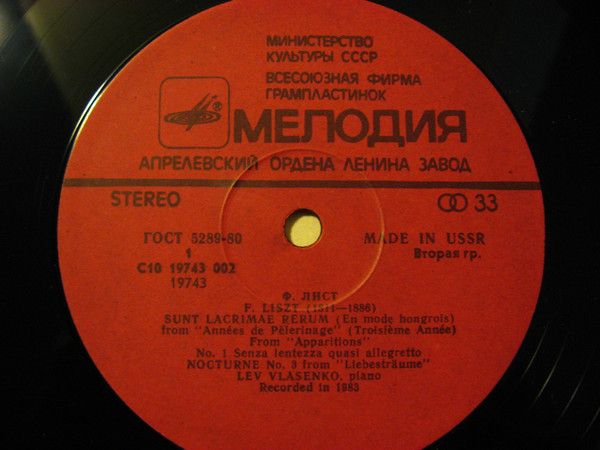 МИНИСТЕРСТВО
КУЛЬТУРЫ СССР
ВСЕСОЮЗНАЯ ФИРМА
ГРАМПЛАСТИНОК
®
МЕЛОДИЯ
АПРЕЛЕВСКИЙ ОРДЕНА ЛЕНИНА ЗАВОД
STEREO 33
ГОСТ 5289-80 MADE IN USSR
1 Вторая гр.
С10 19743 002
19743
Ф. ЛИСТ
F. LISZT (1811—1886)
SUNT LACRIMAE RERUM (En mode hongrois)
from "Années de Pèlerinage" (Troisième Année)
From "Apparitions"
No. 1 Senza lentezza quasi allegretto
NOCTURNE No. 3 from "Liebesträume"
LEV VLASENKO, piano
Recorded in 1983